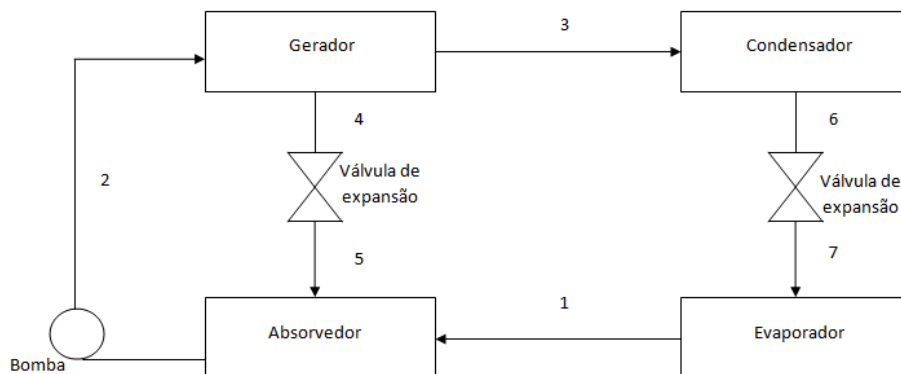 3
Gerador
Condensador
4
6
2
Válvula de
expansão
Válvula de
expansão
5
7
1
Absorvedor
Evaporador
Bomba